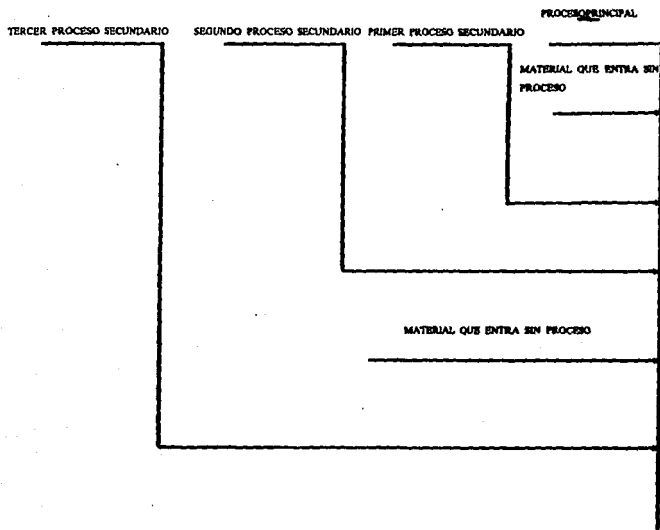 PROCESOPRINCIPAL
TERCER PROCESO SECUNDARIO
SEGUNDO PROCESO SECUNDARIO
PRIMER PROCESO SECUNDARIO
MATERIAL QUE ENTRA SIN
PROCESO
MATERIAL QUE ENTRA SIN PROCESO